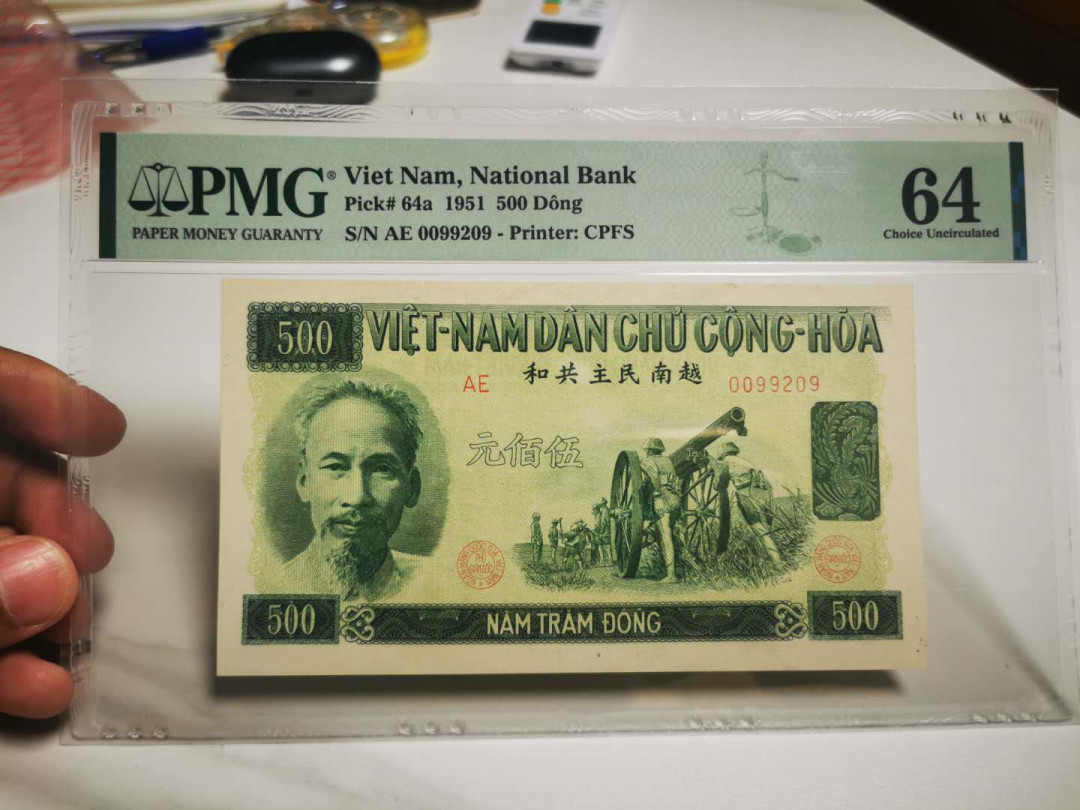 PMG®
PAPER MONEY GUARANTY
Viet Nam, National Bank
Pick# 64a 1951 500 Dông
S/N AE 0099209 - Printer: CPFS
64
Choice Uncirculated
500
VIỆT-NAM DÂN CHỦ CỘNG-HÒA
和共主民南越
AE
0099209
元佰伍
500
NĂM TRĂM ĐỒNG
500